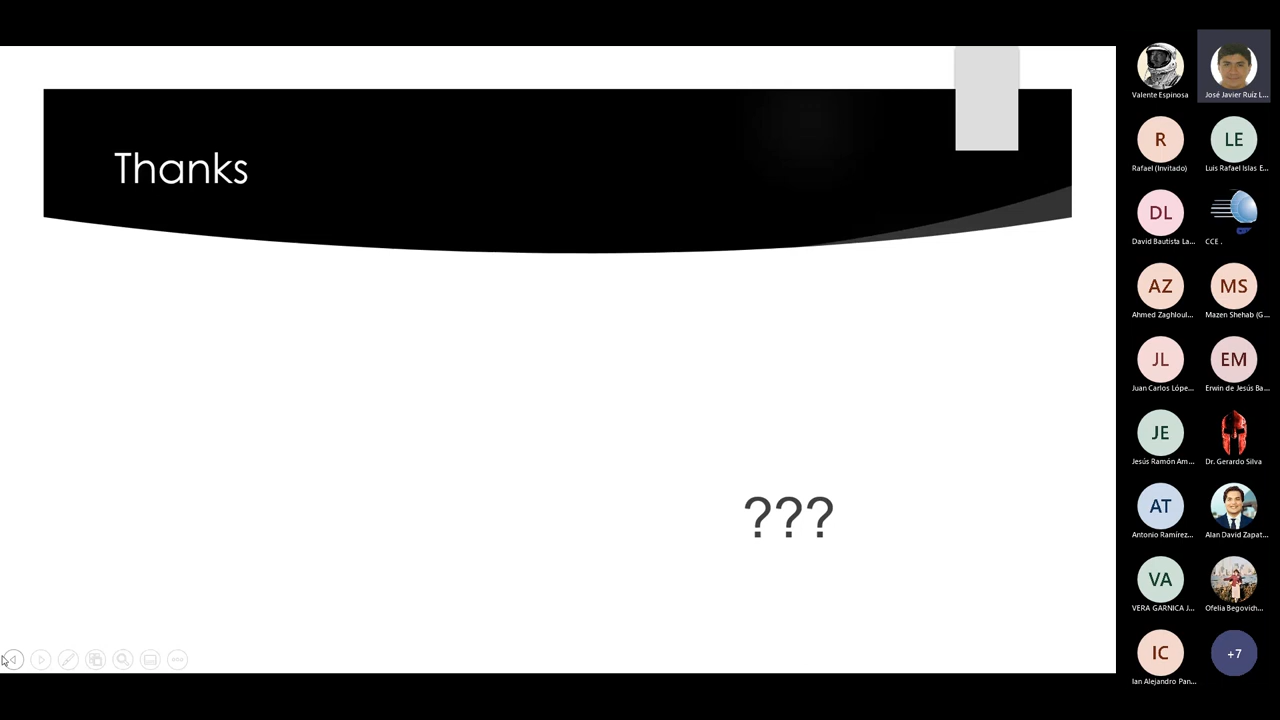 Thanks
???
Valente Espinosa
José Javier Ruiz L...
R
Rafael (Invitado)
LE
Luis Rafael Islas E...
DL
David Bautista La...
CCE .
AZ
Ahmed Zaghloul...
MS
Mazen Shehab (G...
JL
Juan Carlos Lópe...
EM
Erwin de Jesús Ba...
JE
Jesús Ramón Am...
Dr. Gerardo Silva
AT
Antonio Ramírez...
Alan David Zapat...
VA
VERA GARNICA J...
Ofelia Begovich...
IC
Ian Alejandro Pan...
+7